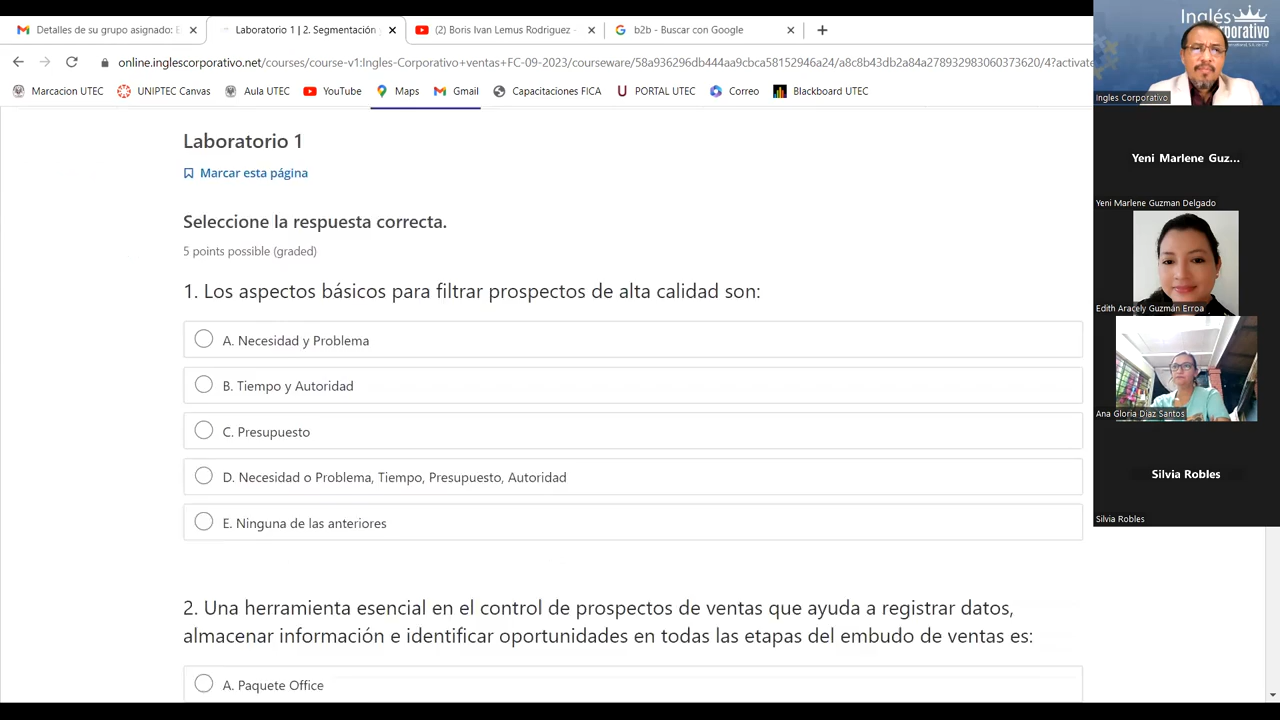 Detalles de su grupo asignado: E
Laboratorio 1 | 2. Segmentación
(2) Boris Ivan Lemus Rodriguez -
b2b - Buscar con Google
online.inglescorporativo.net/courses/course-v1:Ingles-Corporativo+ventas+FC-09-2023/courseware/58a936296db444aa9cbca58152946a24/a8c8b43db2a84a278932983060373620/4?activate
Marcacion UTEC
UNIPTEC Canvas
Aula UTEC
YouTube
Maps
Gmail
Capacitaciones FICA
PORTAL UTEC
Correo
Blackboard UTEC
Laboratorio 1
Marcar esta página
Seleccione la respuesta correcta.
5 points possible (graded)
1. Los aspectos básicos para filtrar prospectos de alta calidad son:
A. Necesidad y Problema
B. Tiempo y Autoridad
C. Presupuesto
D. Necesidad o Problema, Tiempo, Presupuesto, Autoridad
E. Ninguna de las anteriores
2. Una herramienta esencial en el control de prospectos de ventas que ayuda a registrar datos,
almacenar información e identificar oportunidades en todas las etapas del embudo de ventas es:
A. Paquete Office
Inglés
Ingles Corporativo
Yeni Marlene Guz...
Yeni Marlene Guzman Delgado
Edith Aracely Guzmán Erroa
Ana Gloria Diaz Santos
Silvia Robles
Silvia Robles